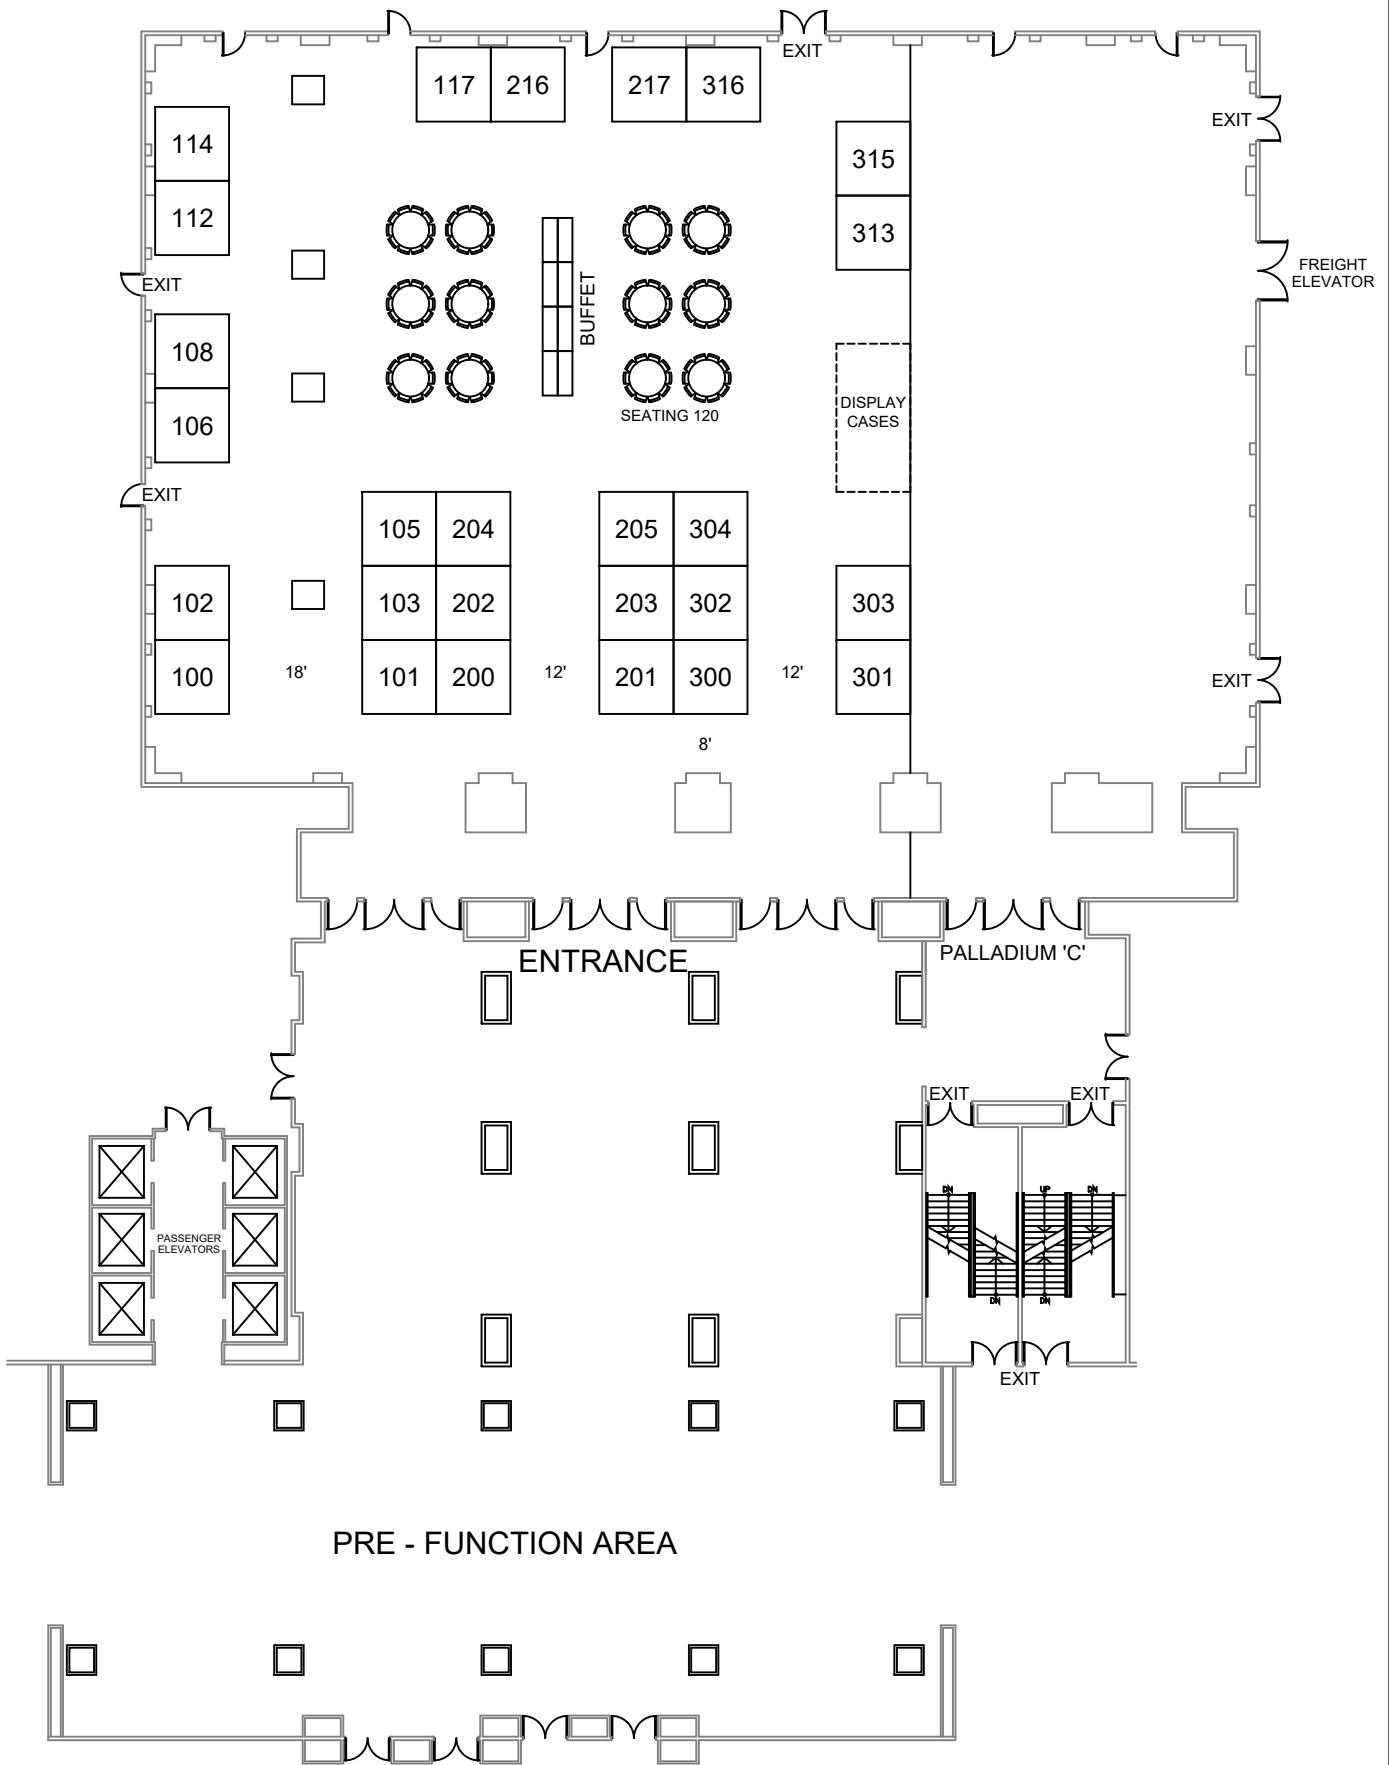 EXIT
117 216 217 316
EXIT
114
315
112
313
EXIT
BUFFET
FREIGHT
ELEVATOR
108
106
DISPLAY
CASES
SEATING 120
EXIT
105 204 205 304
102 103 202 203 302 303
100 18' 101 200 12' 201 300 12' 301
EXIT
8'
ENTRANCE
PALLADIUM 'C'
EXIT EXIT
DN UP DN
PASSENGER
ELEVATORS
DN DN
EXIT
PRE - FUNCTION AREA